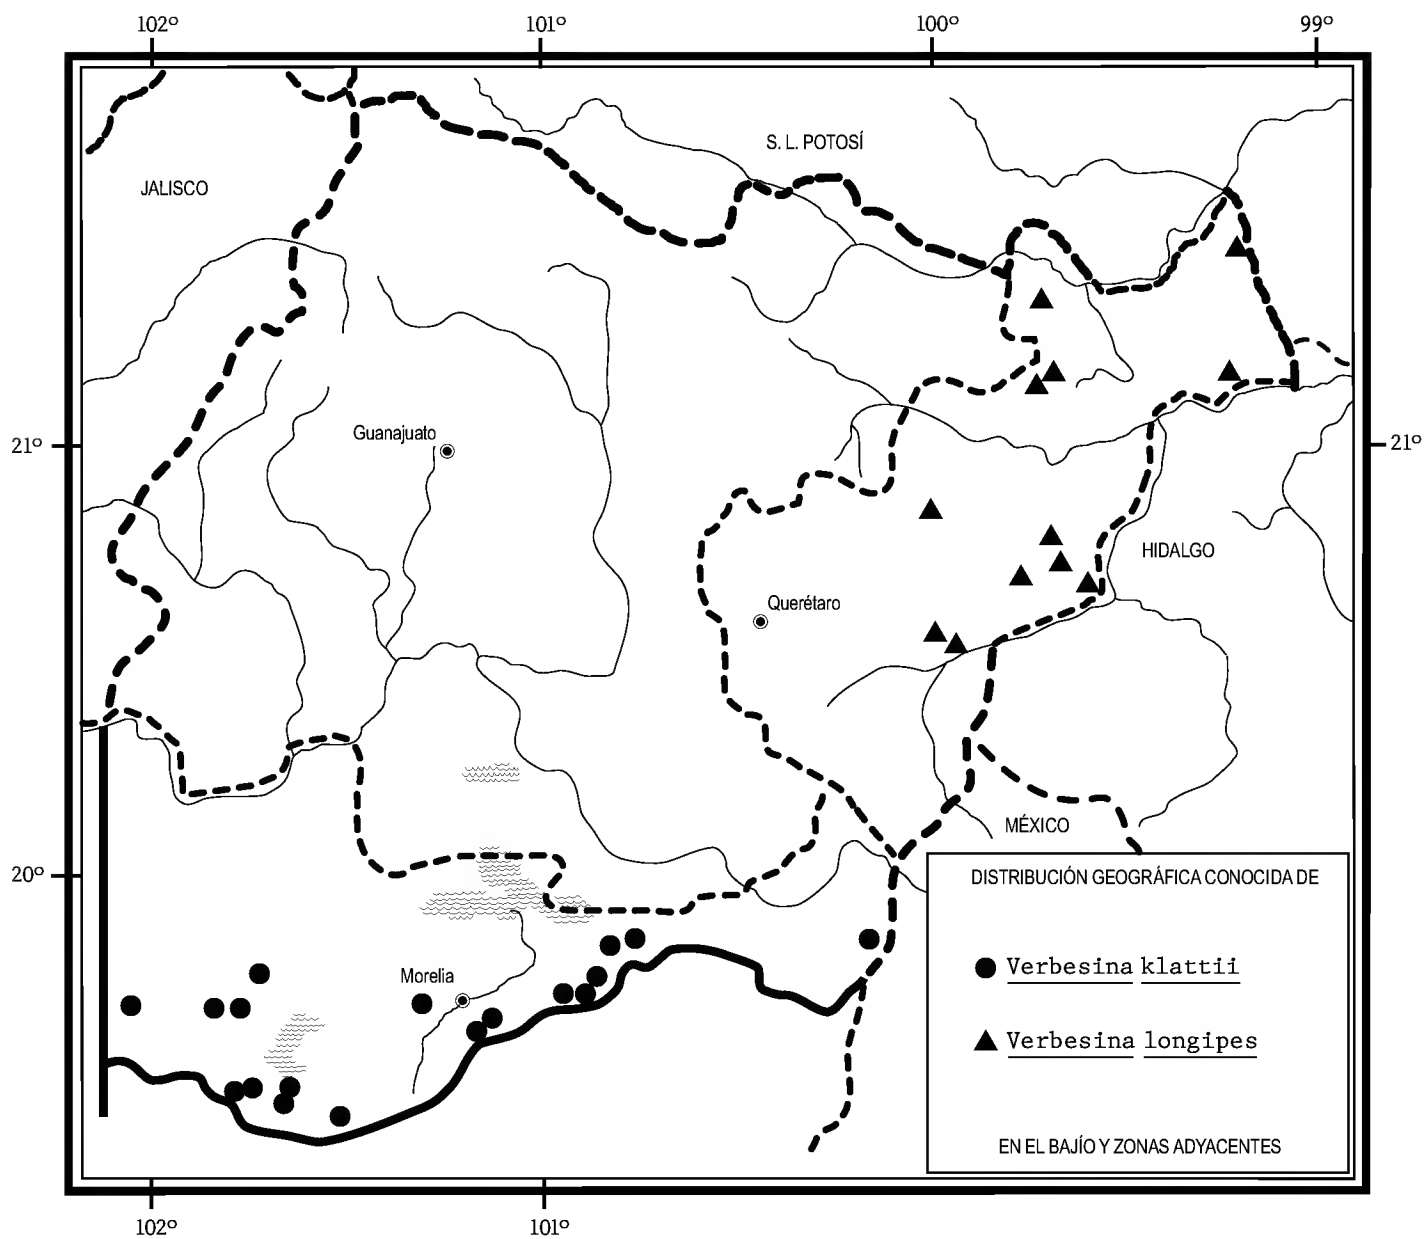 102º 101º 100º 99º
S. L. POTOSÍ
JALISCO
Guanajuato
21º
21º
HIDALGO
Querétaro
MÉXICO
20º
DISTRIBUCIÓN GEOGRÁFICA CONOCIDA DE
Verbesina klattii
Morelia
Verbesina longipes
EN EL BAJÍO Y ZONAS ADYACENTES
102º 101º